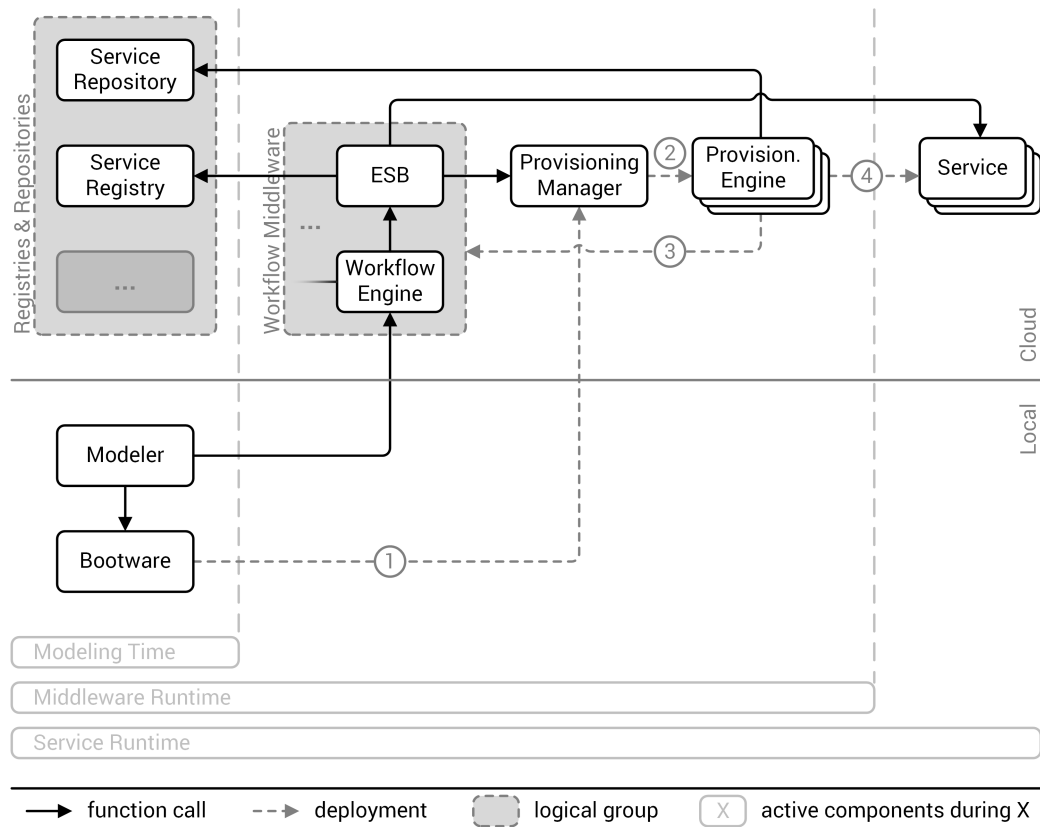 Registries & Repositories
Service
Repository
Service
Registry
...
Workflow Middleware
ESB
...
Workflow
Engine
Provisioning
Manager
2
Provision.
Engine
4
Service
3
Cloud
Local
Modeler
Bootware
1
Modeling Time
Middleware Runtime
Service Runtime
function call
deployment
logical group
X
active components during X